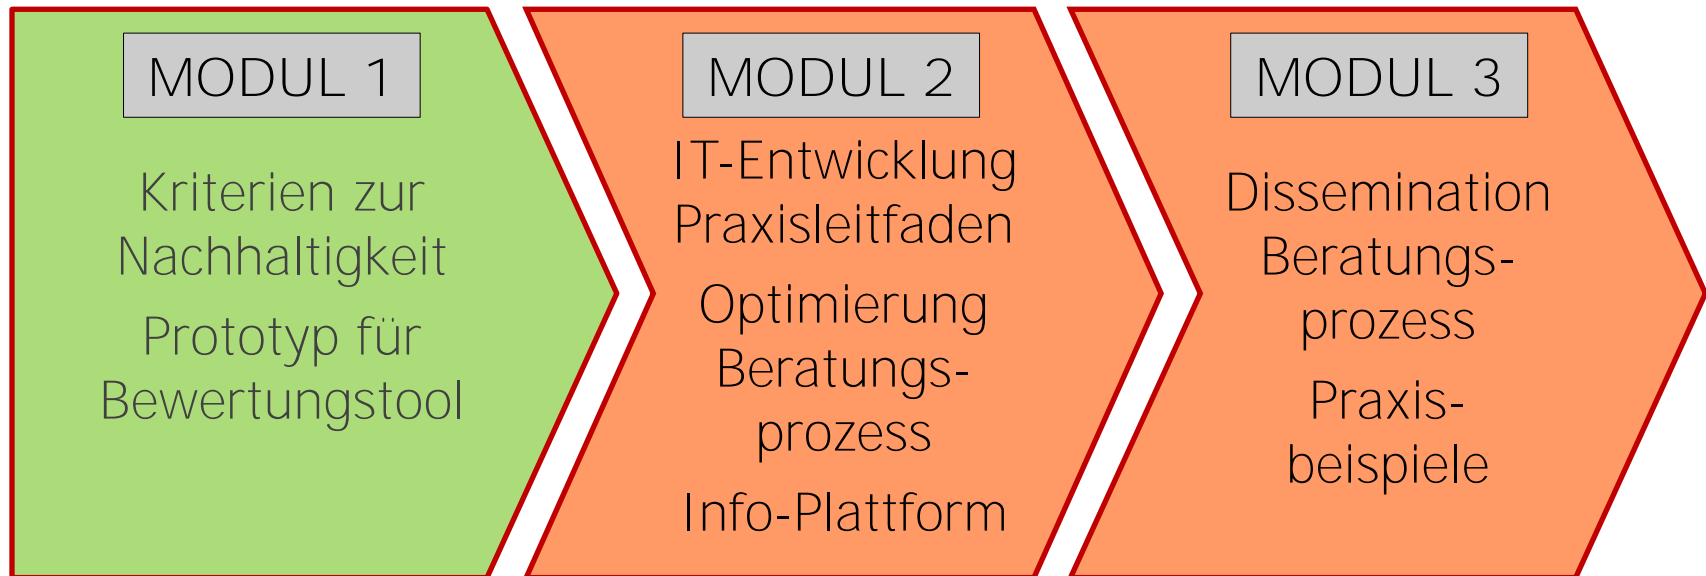 MODUL 1
Kriterien zur
Nachhaltigkeit
Prototyp für
Bewertungstool
MODUL 2
IT-Entwicklung
Praxisleitfaden
Optimierung
Beratungs-
prozess
Info-Plattform
MODUL 3
Dissemination
Beratungs-
prozess
Praxis-
beispiele